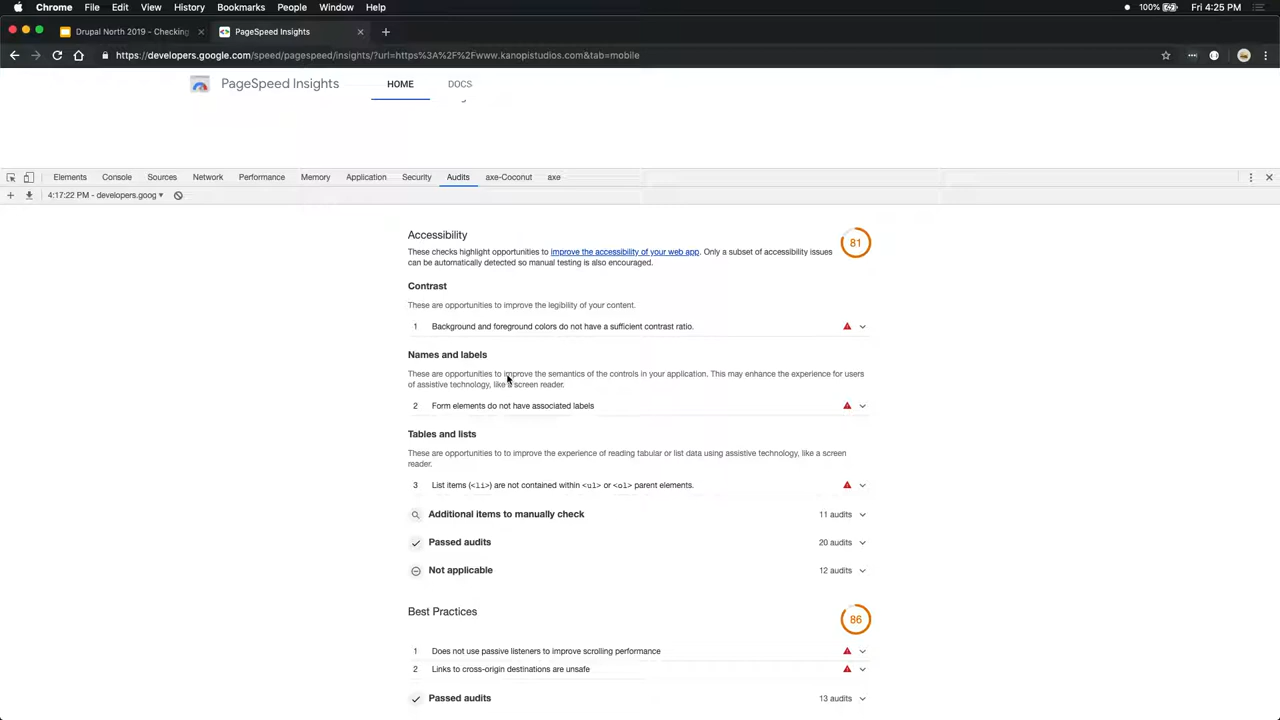 Chrome File Edit View History Bookmarks People Window Help 100% Fri 4:25 PM
Drupal North 2019 - Checking PageSpeed Insights
https://developers.google.com/speed/pagespeed/insights/?url=https%3A%2F%2Fwww.kanopistudios.com&tab=mobile
PageSpeed Insights HOME DOCS
Elements Console Sources Network Performance Memory Application Security Audits axe-Coconut axe
4:17:22 PM - developers.goog
Accessibility 81
These checks highlight opportunities to improve the accessibility of your web app. Only a subset of accessibility issues
can be automatically detected so manual testing is also encouraged.
Contrast
These are opportunities to improve the legibility of your content.
1 Background and foreground colors do not have a sufficient contrast ratio.
Names and labels
These are opportunities to improve the semantics of the controls in your application. This may enhance the experience for users
of assistive technology, like a screen reader.
2 Form elements do not have associated labels
Tables and lists
These are opportunities to to improve the experience of reading tabular or list data using assistive technology, like a screen
reader.
3 List items (<li>) are not contained within <ul> or <ol> parent elements.
Additional items to manually check 11 audits
Passed audits 20 audits
Not applicable 12 audits
Best Practices 86
1 Does not use passive listeners to improve scrolling performance
2 Links to cross-origin destinations are unsafe
Passed audits 13 audits